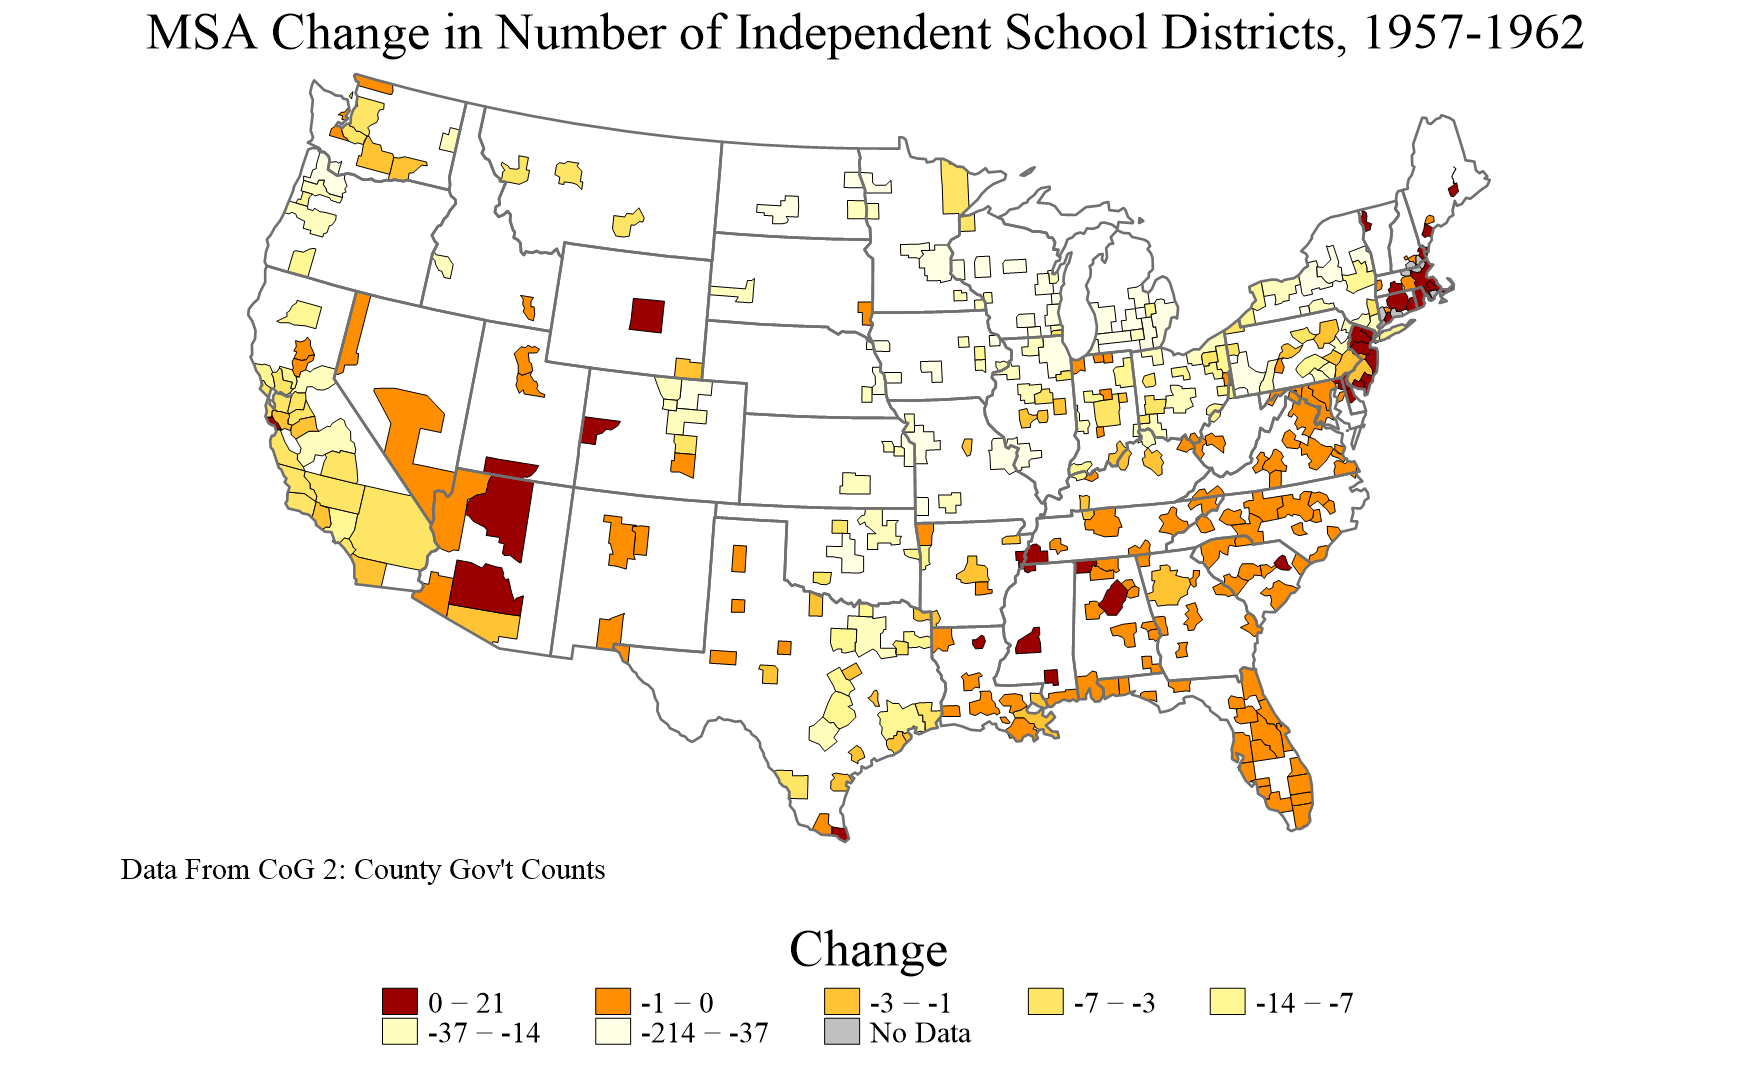 MSA Change in Number of Independent School Districts, 1957-1962
Data From CoG 2: County Gov't Counts
Change
0 − 21 -1 − 0 -3 − -1 -7 − -3 -14 − -7
-37 − -14 -214 − -37 No Data